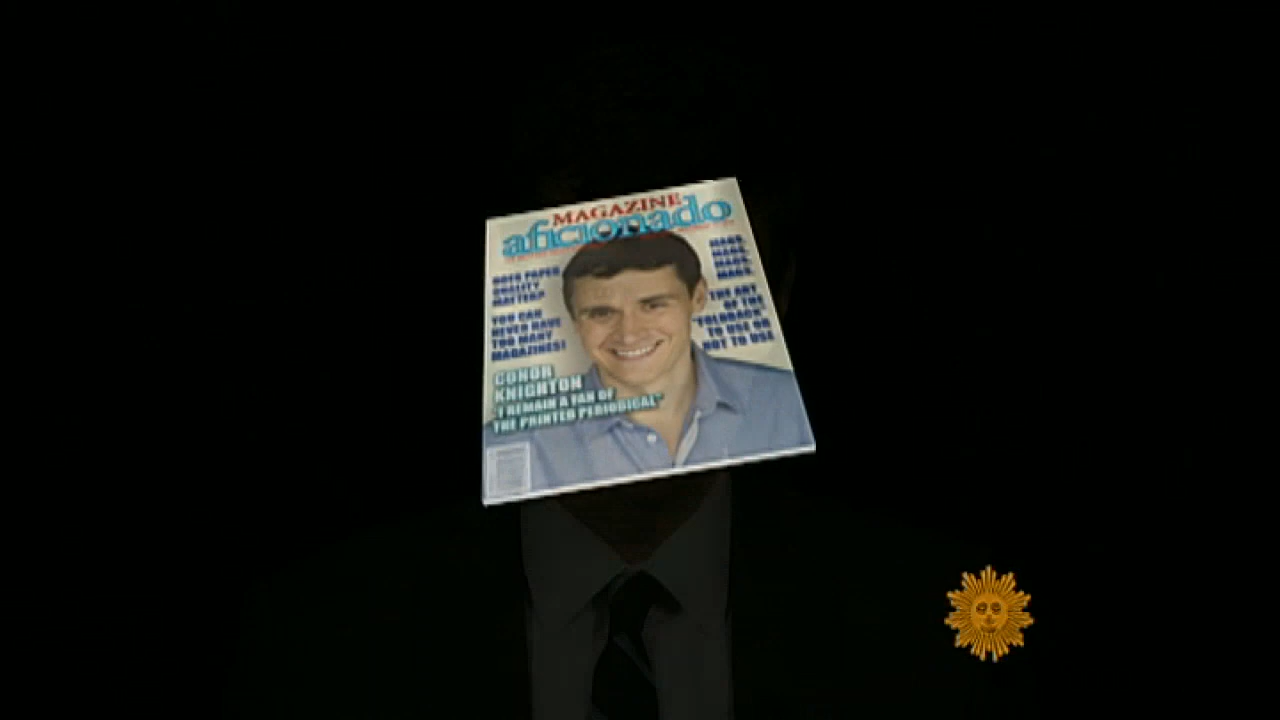 MAGAZINE
aficionado
DOES PAPER
QUALITY
MATTER?
YOU CAN
NEVER HAVE
TOO MANY
MAGAZINES!
CONOR
KNIGHTON
"I REMAIN A FAN OF
THE PRINTED PERIODICAL"
MAGS.
MAGS.
MAGS.
MAGS.
THE ART
OF THE
"FOLDBACK"
TO USE OR
NOT TO USE